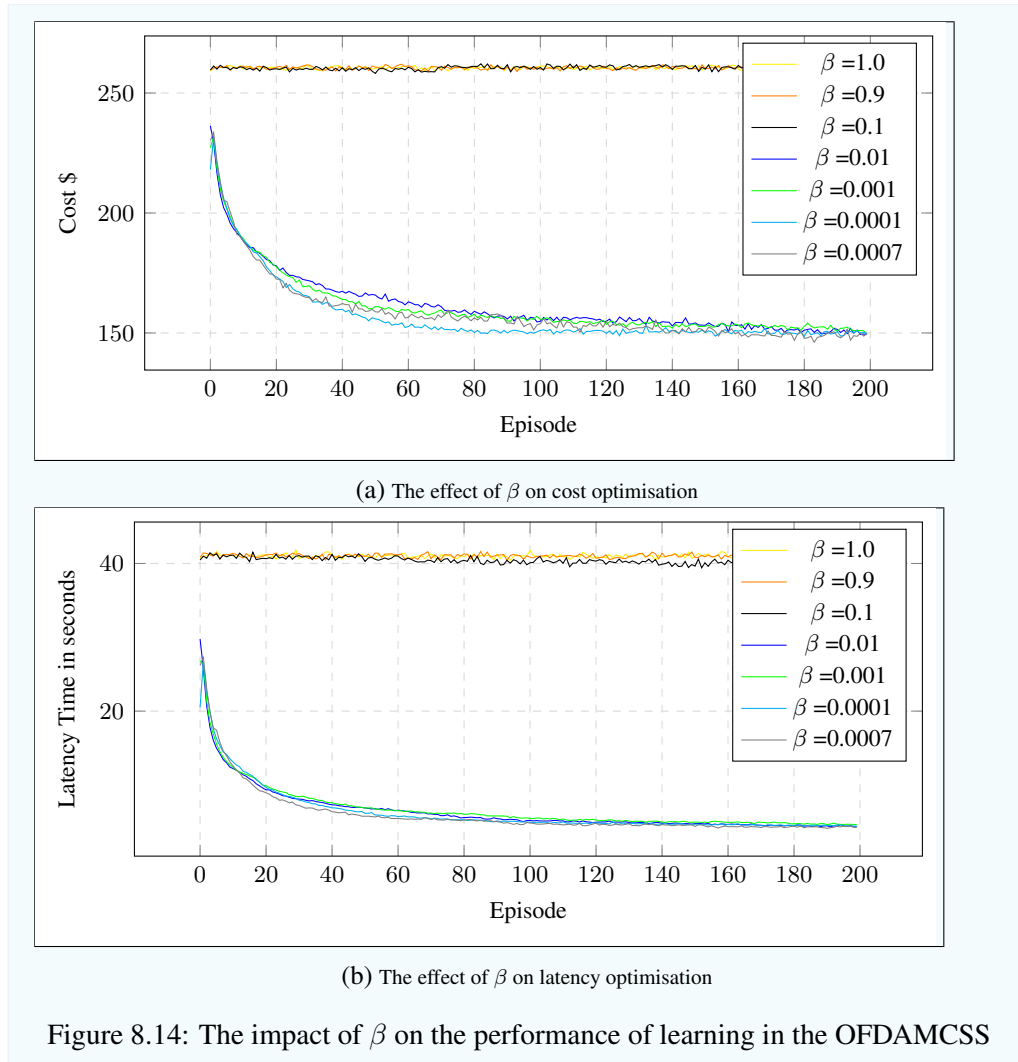 250
200
150
Cost $
0 20 40 60 80 100 120 140 160 180 200
Episode
β =1.0
β =0.9
β =0.1
β =0.01
β =0.001
β =0.0001
β =0.0007
(a) The effect of β on cost optimisation
40
20
Latency Time in seconds
0 20 40 60 80 100 120 140 160 180 200
Episode
β =1.0
β =0.9
β =0.1
β =0.01
β =0.001
β =0.0001
β =0.0007
(b) The effect of β on latency optimisation
Figure 8.14: The impact of β on the performance of learning in the OFDAMCSS